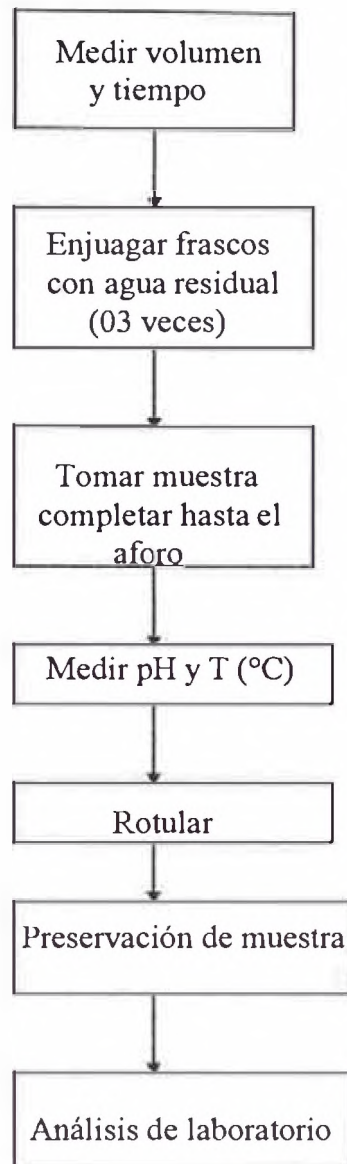 Medir volumen
y tiempo
Enjuagar frascos
con agua residual
(03 veces)
Tomar muestra
completar hasta el
aforo
Medir pH y T (°C)
Rotular
Preservación de muestra
Análisis de laboratorio